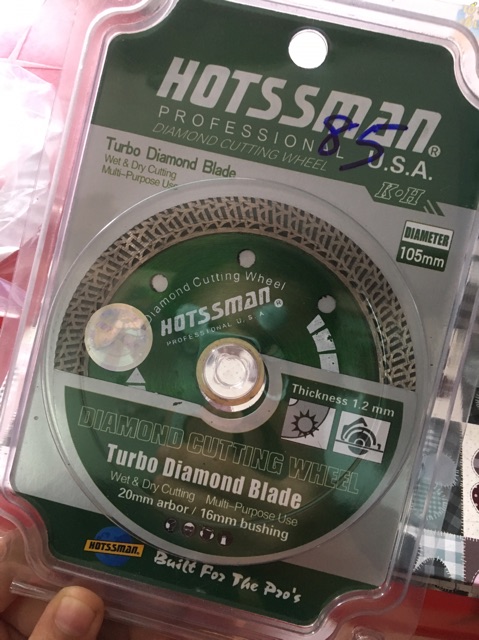 HOTSSMAN®
PROFESSIONAL U.S.A.
DIAMOND CUTTING WHEEL
85
K•H
Turbo Diamond Blade
Wet & Dry Cutting
Multi-Purpose Use
DIAMETER
105mm
Diamond Cutting Wheel
HOTSSMAN®
PROFESSIONAL U.S.A
Thickness 1.2 mm
DIAMOND CUTTING WHEEL
Turbo Diamond Blade
Wet & Dry Cutting Multi-Purpose Use
20mm arbor / 16mm bushing
HOTSSMAN.
Built For The Pro's